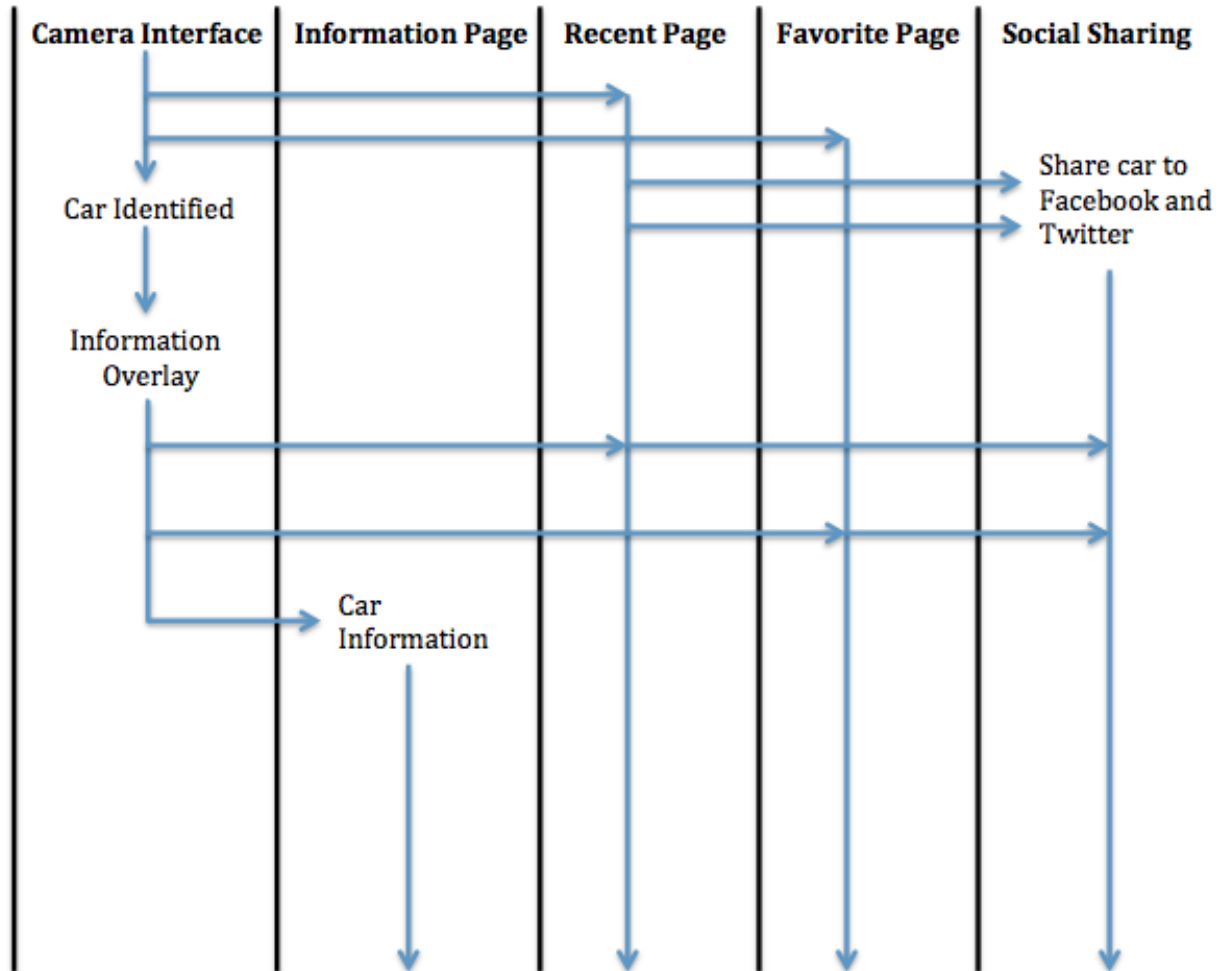 Camera Interface
Information Page
Recent Page
Favorite Page
Social Sharing
Share car to
Facebook and
Twitter
Car Identified
Information
Overlay
Car
Information